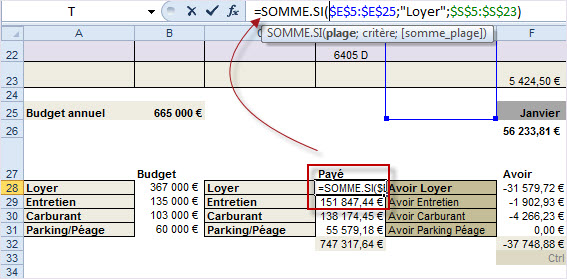 T =SOMME.SI($E$5:$E$25;"Loyer";$S$5:$S$23)
SOMME.SI(plage; critère; [somme_plage])
A B F
22 6405 D
23 5 424,50 €
24
25 Budget annuel 665 000 € Janvier
26 56 233,81 €
27 Budget Payé Avoir
28 Loyer 367 000 € Loyer =SOMME.SI($ Avoir Loyer -31 579,72
29 Entretien 135 000 € Entretien 151 847,44 € Avoir Entretien -1 902,93 €
30 Carburant 103 000 € Carburant 138 174,45 € Avoir Carburant -4 266,23 €
31 Parking/Péage 60 000 € Parking/Péage 55 579,18 € Avoir Parking Péage 0,00 €
32 747 317,64 € -37 748,88 €
33 Ctrl
34